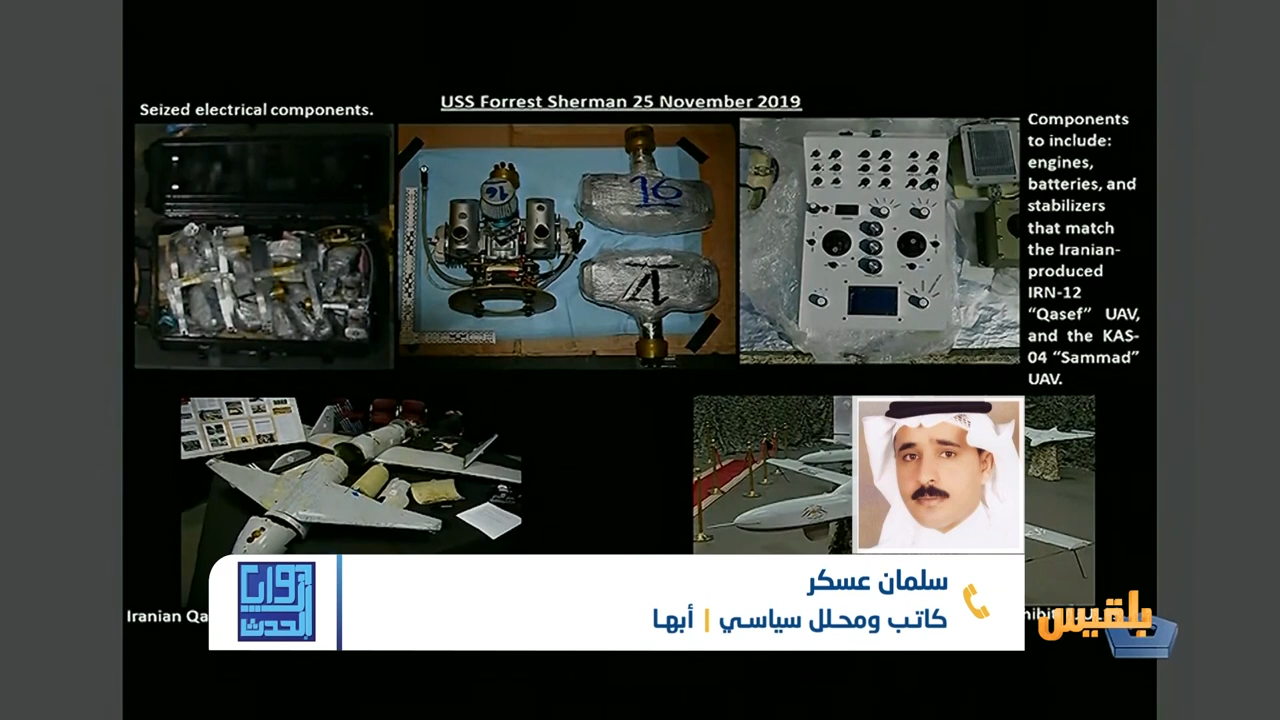 USS Forrest Sherman 25 November 2019
Seized electrical components.
16
16
17
Components
to include:
engines,
batteries, and
stabilizers
that match
the Iranian-
produced
IRN-12
“Qasef” UAV,
and the KAS-
04 “Sammad”
UAV.
Iranian Qa
سلمان عسكر
كاتب ومحلل سياسي | أبها
زوايا الحدث
بلقيس